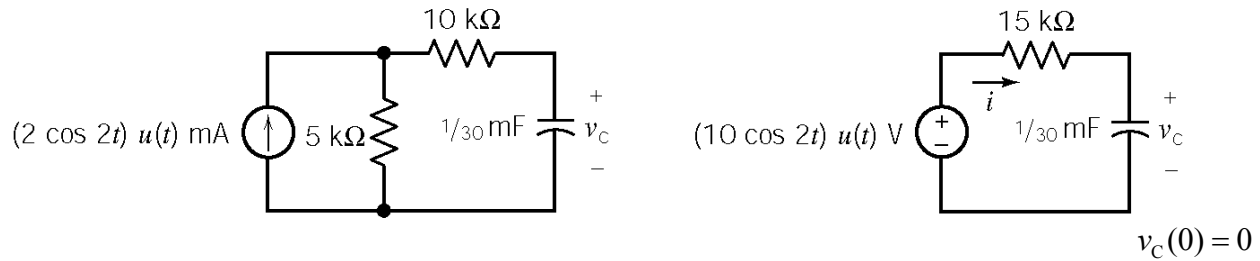 10 kΩ
(2 cos 2t) u(t) mA
5 kΩ
1/30 mF
+
v_C
–
15 kΩ
i
(10 cos 2t) u(t) V
+
–
1/30 mF
+
v_C
–
v_C(0) = 0